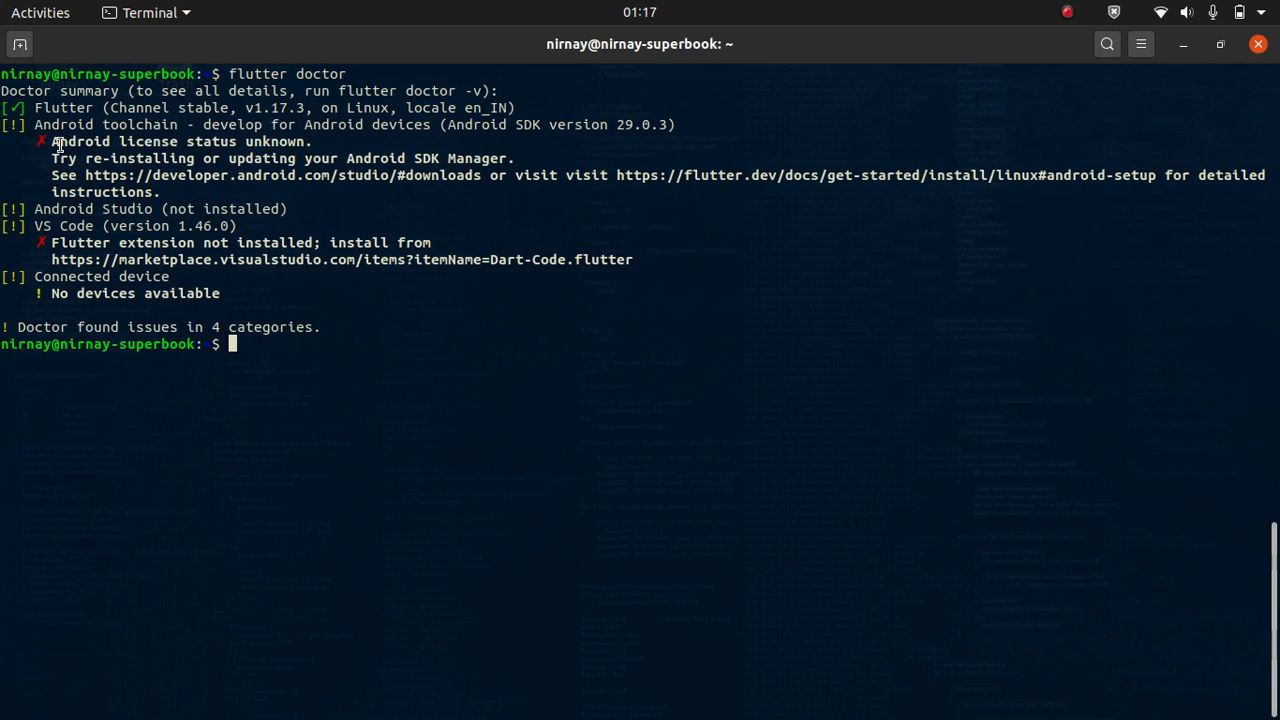 Activities Terminal 01:17
nirnay@nirnay-superbook: ~
nirnay@nirnay-superbook:~$ flutter doctor
Doctor summary (to see all details, run flutter doctor -v):
[✓] Flutter (Channel stable, v1.17.3, on Linux, locale en_IN)
[!] Android toolchain - develop for Android devices (Android SDK version 29.0.3)
✗ Android license status unknown.
Try re-installing or updating your Android SDK Manager.
See https://developer.android.com/studio/#downloads or visit visit https://flutter.dev/docs/get-started/install/linux#android-setup for detailed
instructions.
[!] Android Studio (not installed)
[!] VS Code (version 1.46.0)
✗ Flutter extension not installed; install from
https://marketplace.visualstudio.com/items?itemName=Dart-Code.flutter
[!] Connected device
! No devices available
! Doctor found issues in 4 categories.
nirnay@nirnay-superbook:~$